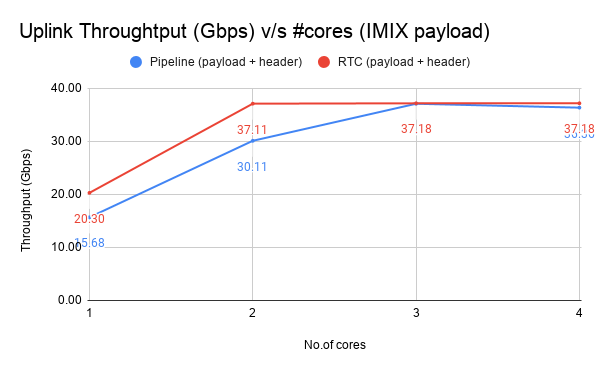 Uplink Throughtput (Gbps) v/s #cores (IMIX payload)
Pipeline (payload + header) RTC (payload + header)
40.00
30.00
20.00
10.00
0.00
Throughput (Gbps)
20.30
15.68
37.11
30.11
37.18
37.18
1 2 3 4
No.of cores